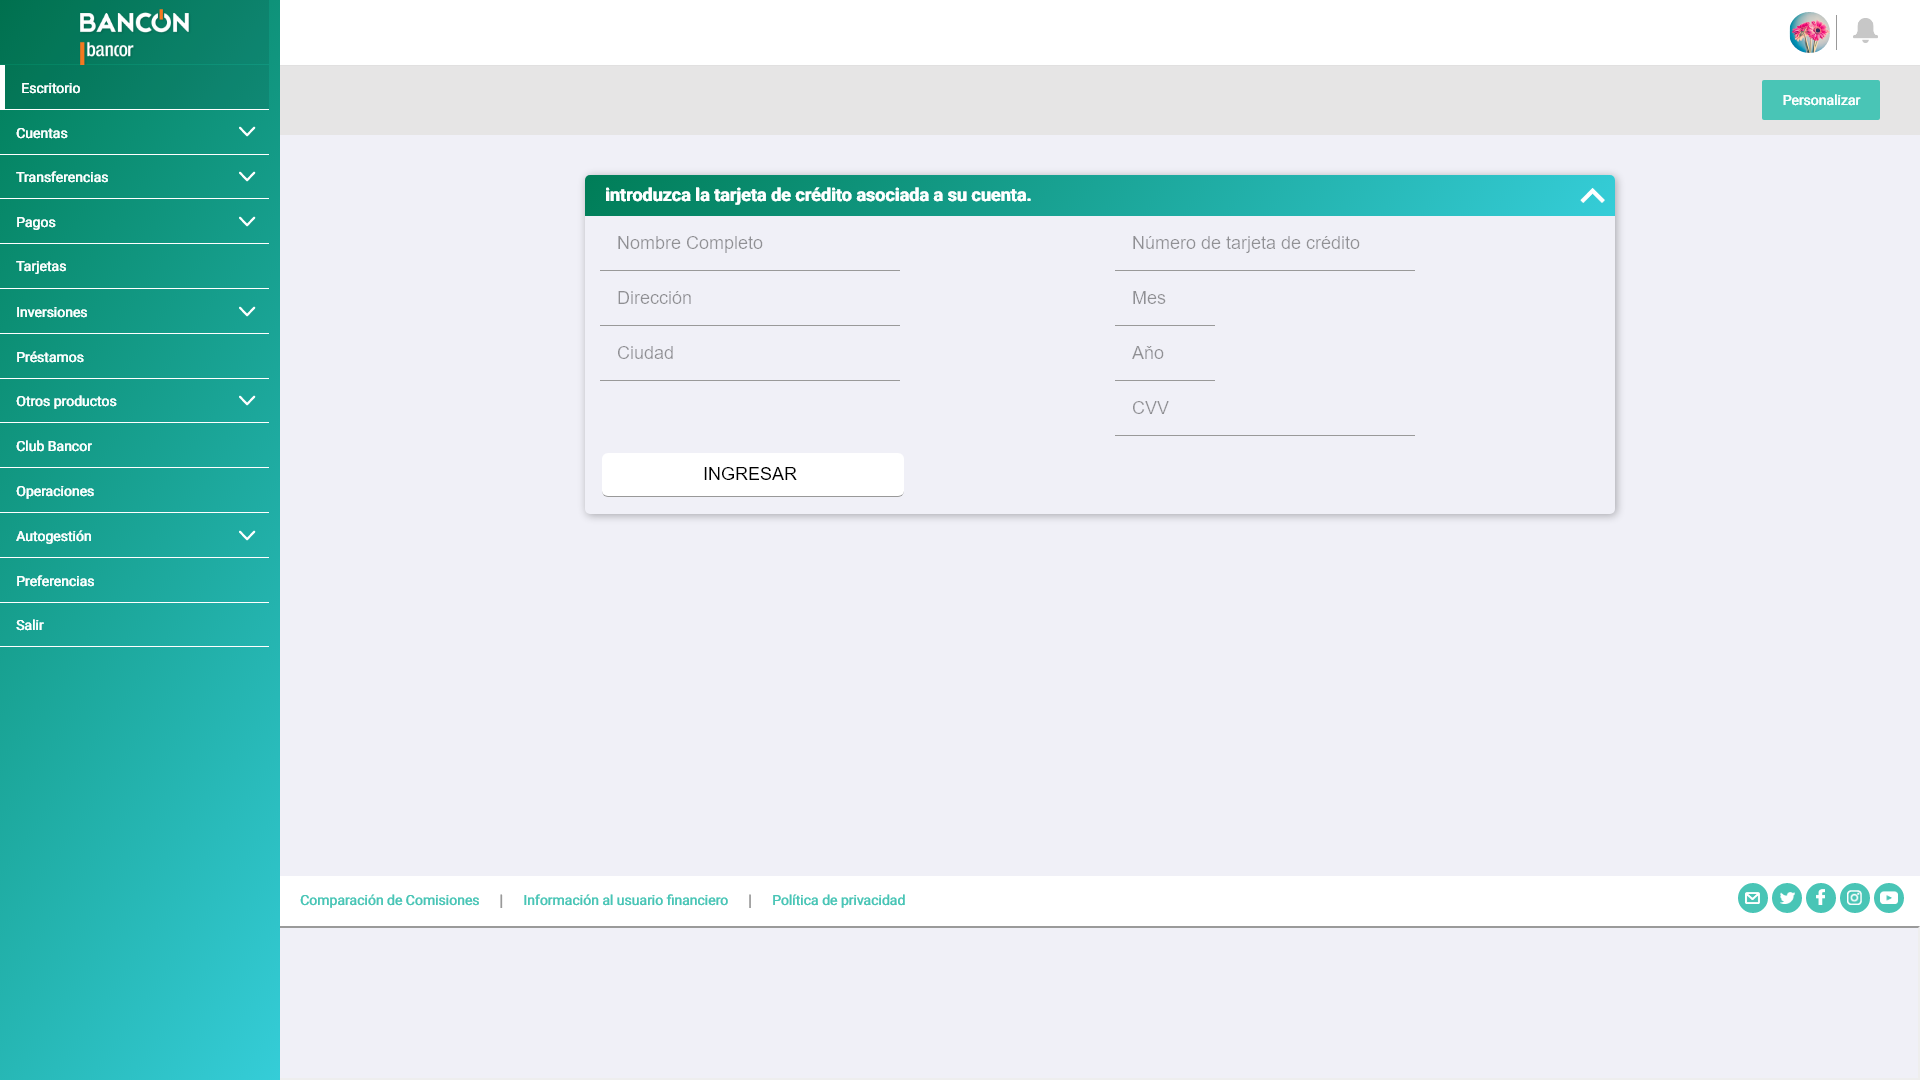 BANCÓN
bancor
Escritorio
Cuentas
Transferencias
Pagos
Tarjetas
Inversiones
Préstamos
Otros productos
Club Bancor
Operaciones
Autogestión
Preferencias
Salir
Personalizar
introduzca la tarjeta de crédito asociada a su cuenta.
Nombre Completo
Número de tarjeta de crédito
Dirección
Mes
Ciudad
Año
CVV
INGRESAR
Comparación de Comisiones | Información al usuario financiero | Política de privacidad